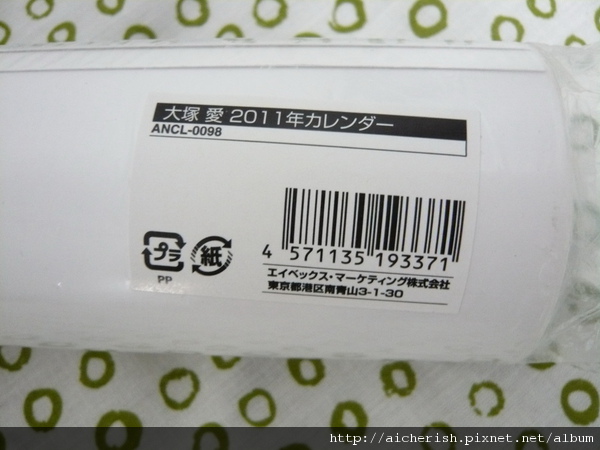 大塚 愛 2011年カレンダー
ANCL-0098
プラ
PP
紙
4 571135 193371
エイベックス・マーケティング株式会社
東京都港区南青山3-1-30
http://aicherish.pixnet.net/album